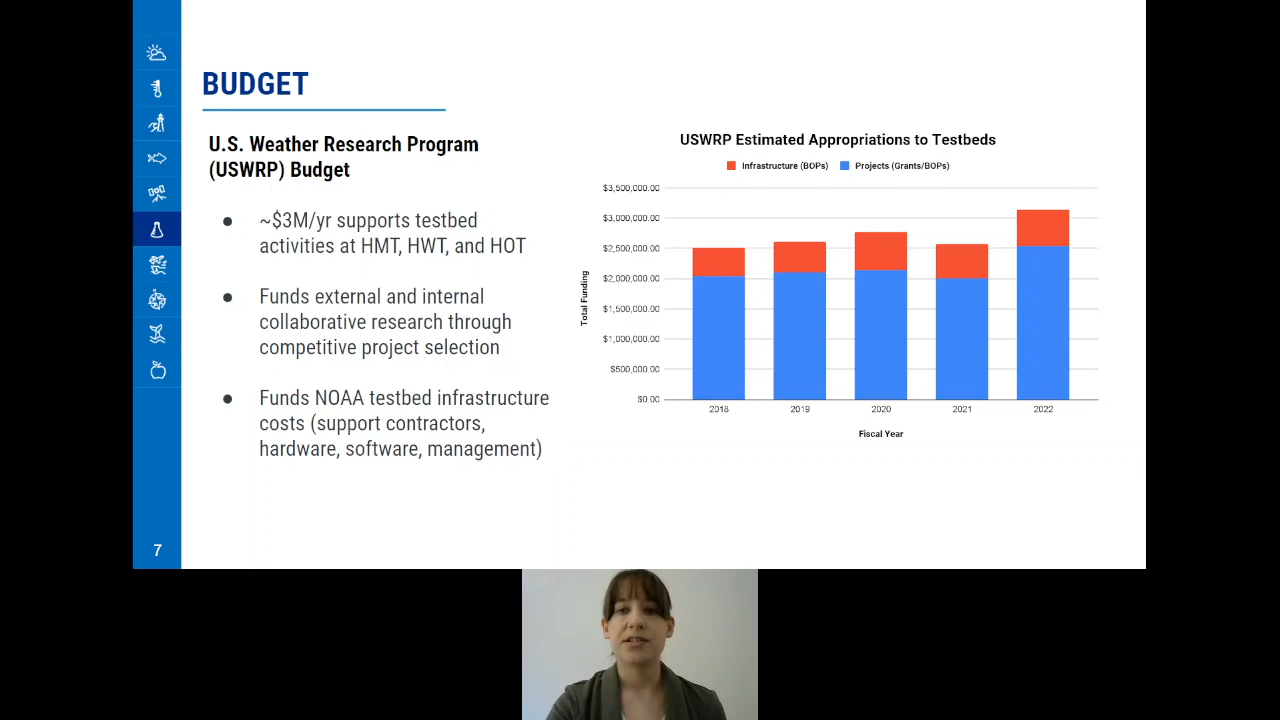 BUDGET
U.S. Weather Research Program
(USWRP) Budget
● ~$3M/yr supports testbed
activities at HMT, HWT, and HOT
● Funds external and internal
collaborative research through
competitive project selection
● Funds NOAA testbed infrastructure
costs (support contractors,
hardware, software, management)
7
USWRP Estimated Appropriations to Testbeds
Infrastructure (BOPs) Projects (Grants/BOPs)
$3,500,000.00
$3,000,000.00
$2,500,000.00
$2,000,000.00
$1,500,000.00
$1,000,000.00
$500,000.00
$0.00
Total Funding
2018 2019 2020 2021 2022
Fiscal Year